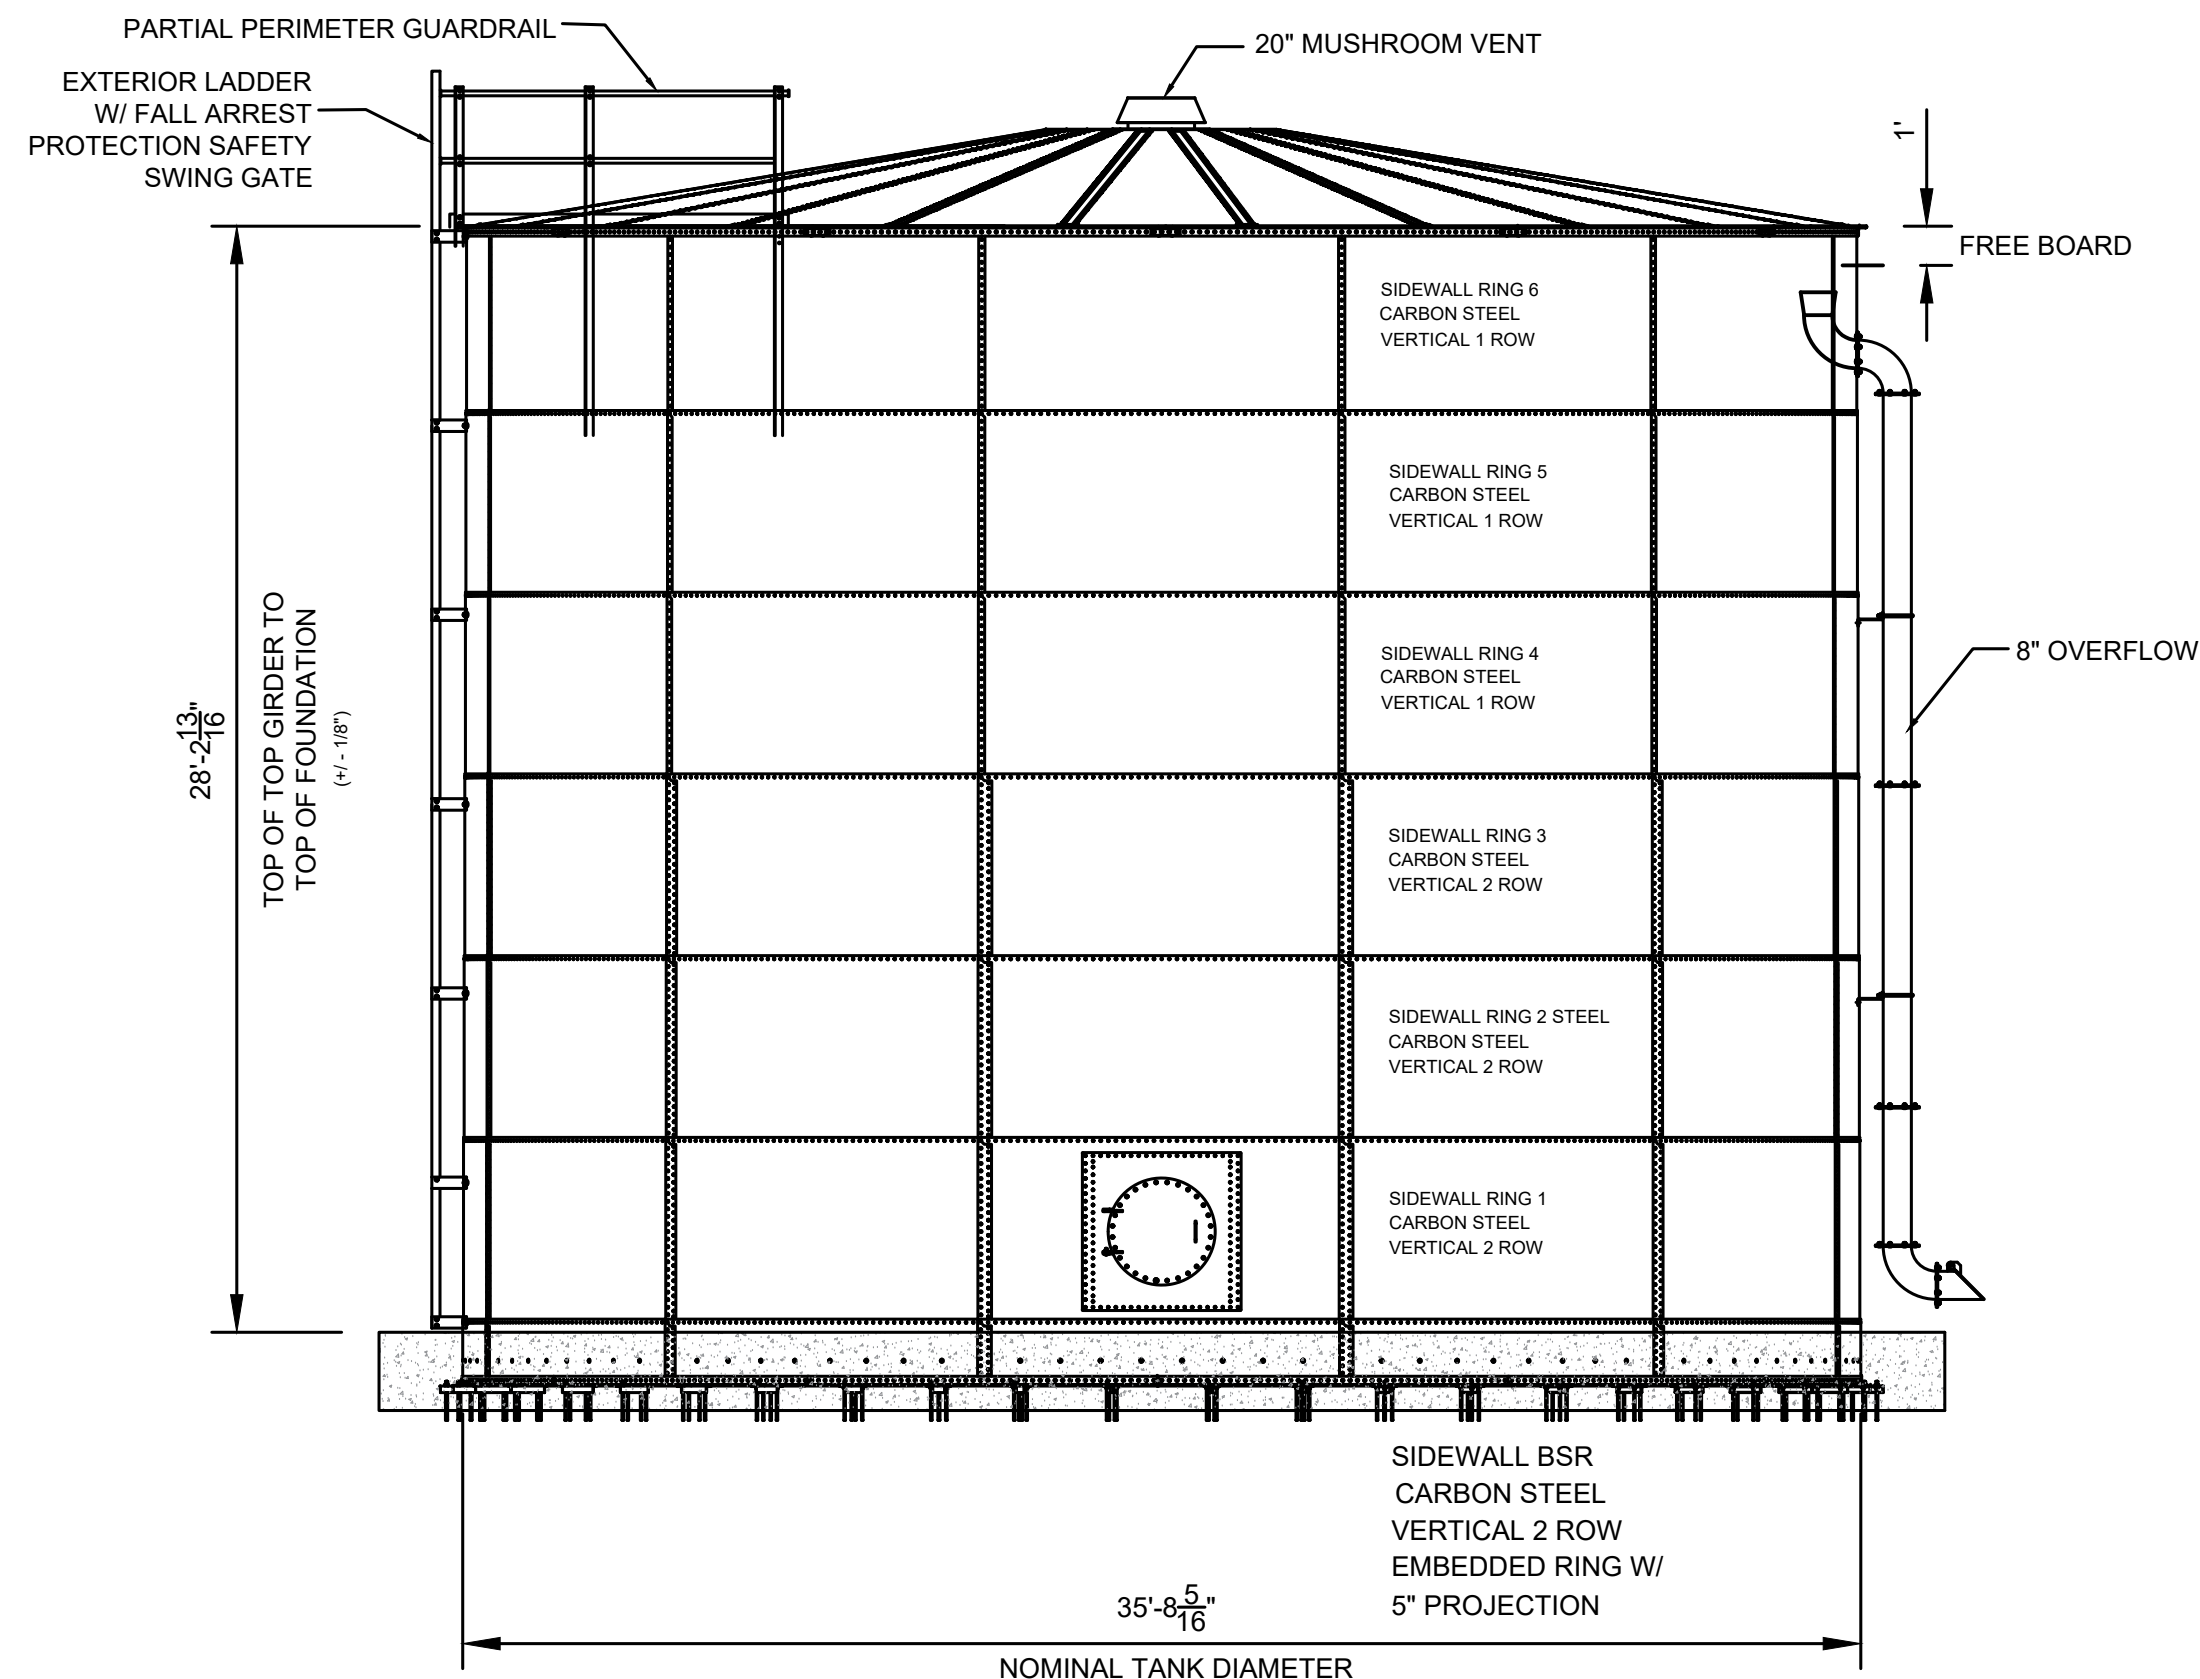 PARTIAL PERIMETER GUARDRAIL
20" MUSHROOM VENT
EXTERIOR LADDER
W/ FALL ARREST
PROTECTION SAFETY
SWING GATE
1'
FREE BOARD
SIDEWALL RING 6
CARBON STEEL
VERTICAL 1 ROW
SIDEWALL RING 5
CARBON STEEL
VERTICAL 1 ROW
8" OVERFLOW
SIDEWALL RING 4
CARBON STEEL
VERTICAL 1 ROW
28'-2 13/16"
TOP OF TOP GIRDER TO
TOP OF FOUNDATION
(+/ - 1/8")
SIDEWALL RING 3
CARBON STEEL
VERTICAL 2 ROW
SIDEWALL RING 2 STEEL
CARBON STEEL
VERTICAL 2 ROW
SIDEWALL RING 1
CARBON STEEL
VERTICAL 2 ROW
SIDEWALL BSR
CARBON STEEL
VERTICAL 2 ROW
EMBEDDED RING W/
5" PROJECTION
35'-8 5/16"
NOMINAL TANK DIAMETER